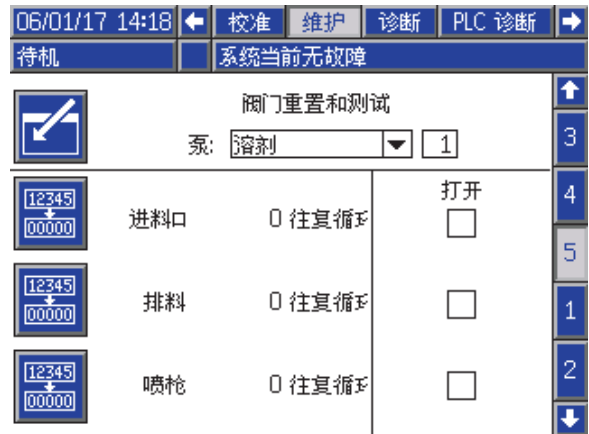 06/01/17 14:18 校准 维护 诊断 PLC 诊断
待机 系统当前无故障
阀门重置和测试
泵: 溶剂 1
3
打开
4
12345
00000
进料口 0 往复循环
5
12345
00000
排料 0 往复循环
1
12345
00000
喷枪 0 往复循环
2